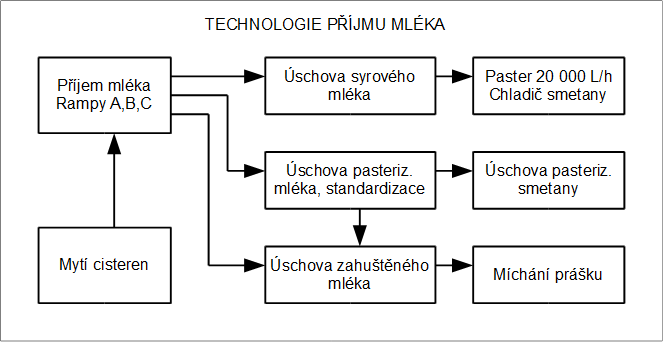 TECHNOLOGIE PŘÍJMU MLÉKA
Příjem mléka
Rampy A,B,C
Úschova syrového
mléka
Paster 20 000 L/h
Chladič smetany
Úschova pasteriz.
mléka, standardizace
Úschova pasteriz.
smetany
Mytí cisteren
Úschova zahuštěného
mléka
Míchání prášku